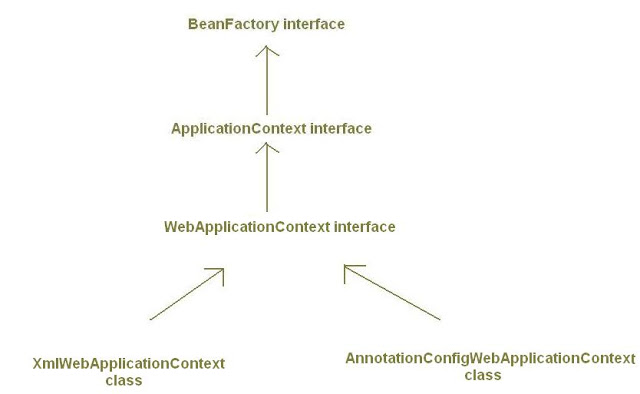 BeanFactory interface
ApplicationContext interface
WebApplicationContext interface
XmlWebApplicationContext
class
AnnotationConfigWebApplicationContext
class